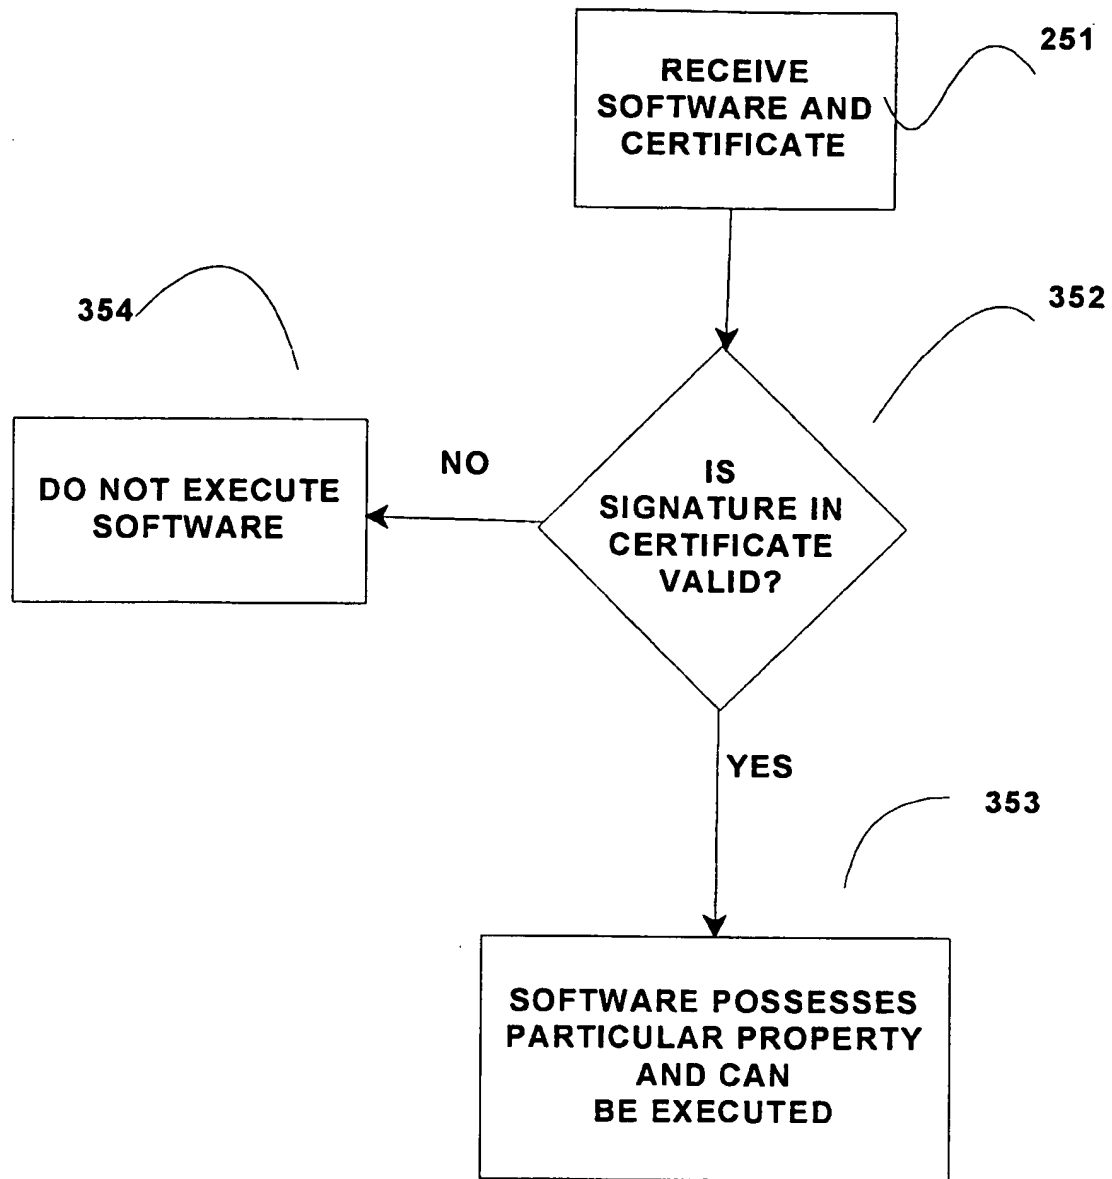 251
RECEIVE
SOFTWARE AND
CERTIFICATE
352
354
IS
SIGNATURE IN
CERTIFICATE
VALID?
NO
DO NOT EXECUTE
SOFTWARE
YES
353
SOFTWARE POSSESSES
PARTICULAR PROPERTY
AND CAN
BE EXECUTED